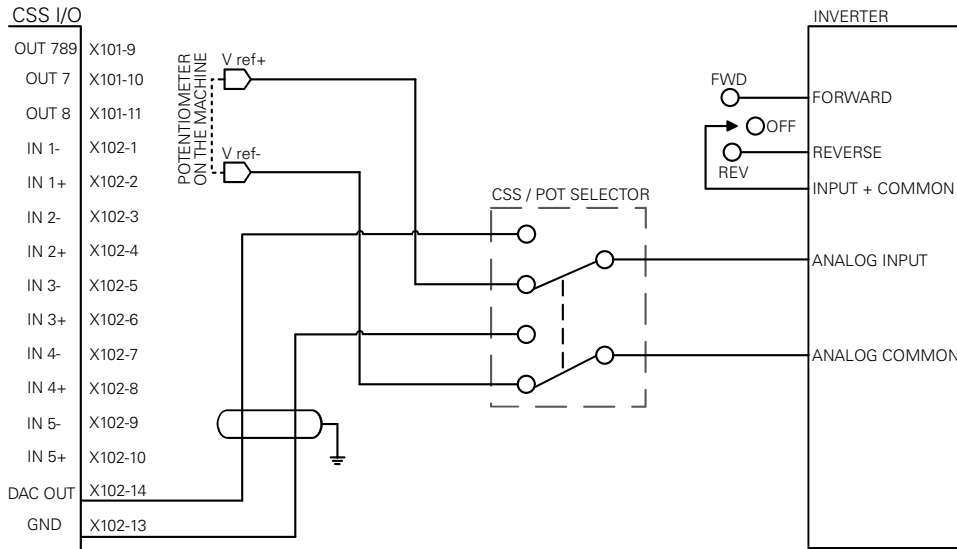 CSS I/O
OUT 789 X101-9
OUT 7 X101-10
OUT 8 X101-11
IN 1- X102-1
IN 1+ X102-2
IN 2- X102-3
IN 2+ X102-4
IN 3- X102-5
IN 3+ X102-6
IN 4- X102-7
IN 4+ X102-8
IN 5- X102-9
IN 5+ X102-10
DAC OUT X102-14
GND X102-13
POTENTIOMETER
ON THE MACHINE
V ref+
V ref-
CSS / POT SELECTOR
FWD
OFF
REV
INVERTER
FORWARD
REVERSE
INPUT + COMMON
ANALOG INPUT
ANALOG COMMON